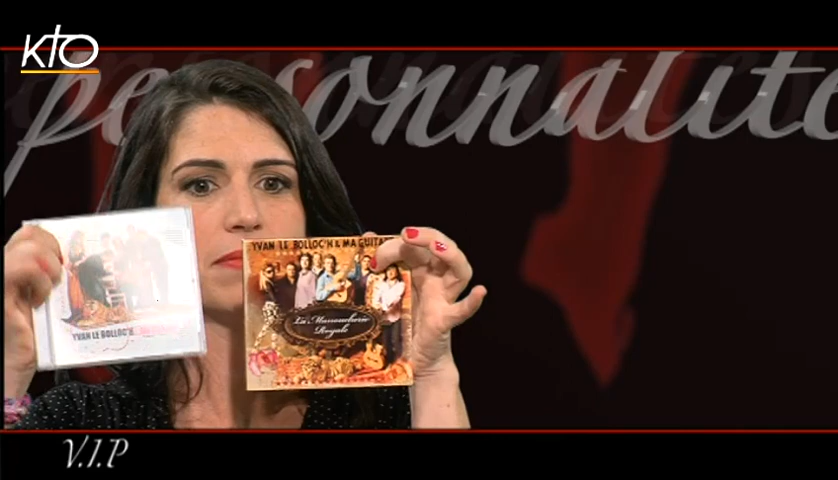 kto
personnalité
YVAN LE BOLLOC'H & MA GUITARE
YVAN LE BOLLOC'H
La Manoucherie
Royale
V.I.P